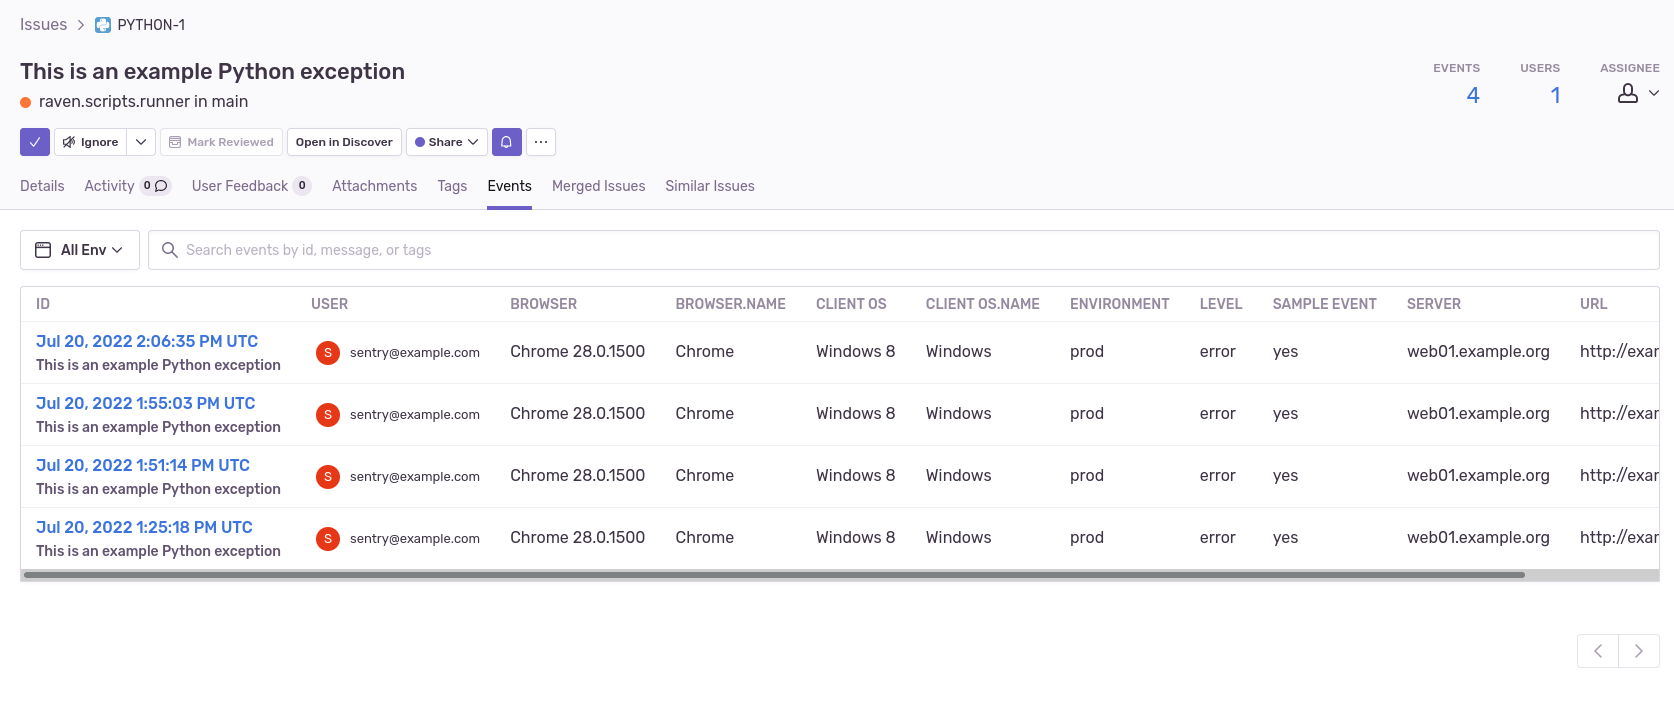 Issues > PYTHON-1
This is an example Python exception
raven.scripts.runner in main
EVENTS USERS ASSIGNEE
4 1
Ignore Mark Reviewed Open in Discover Share ...
Details Activity 0 User Feedback 0 Attachments Tags Events Merged Issues Similar Issues
All Env Search events by id, message, or tags
ID USER BROWSER BROWSER.NAME CLIENT OS CLIENT OS.NAME ENVIRONMENT LEVEL SAMPLE EVENT SERVER URL
Jul 20, 2022 2:06:35 PM UTC
This is an example Python exception
S sentry@example.com Chrome 28.0.1500 Chrome Windows 8 Windows prod error yes web01.example.org http://exar
Jul 20, 2022 1:55:03 PM UTC
This is an example Python exception
S sentry@example.com Chrome 28.0.1500 Chrome Windows 8 Windows prod error yes web01.example.org http://exar
Jul 20, 2022 1:51:14 PM UTC
This is an example Python exception
S sentry@example.com Chrome 28.0.1500 Chrome Windows 8 Windows prod error yes web01.example.org http://exar
Jul 20, 2022 1:25:18 PM UTC
This is an example Python exception
S sentry@example.com Chrome 28.0.1500 Chrome Windows 8 Windows prod error yes web01.example.org http://exar